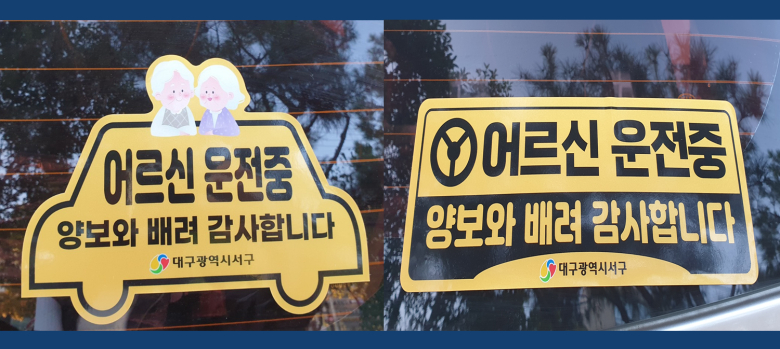 어르신 운전중
양보와 배려 감사합니다
대구광역시서구
어르신 운전중
양보와 배려 감사합니다
대구광역시서구